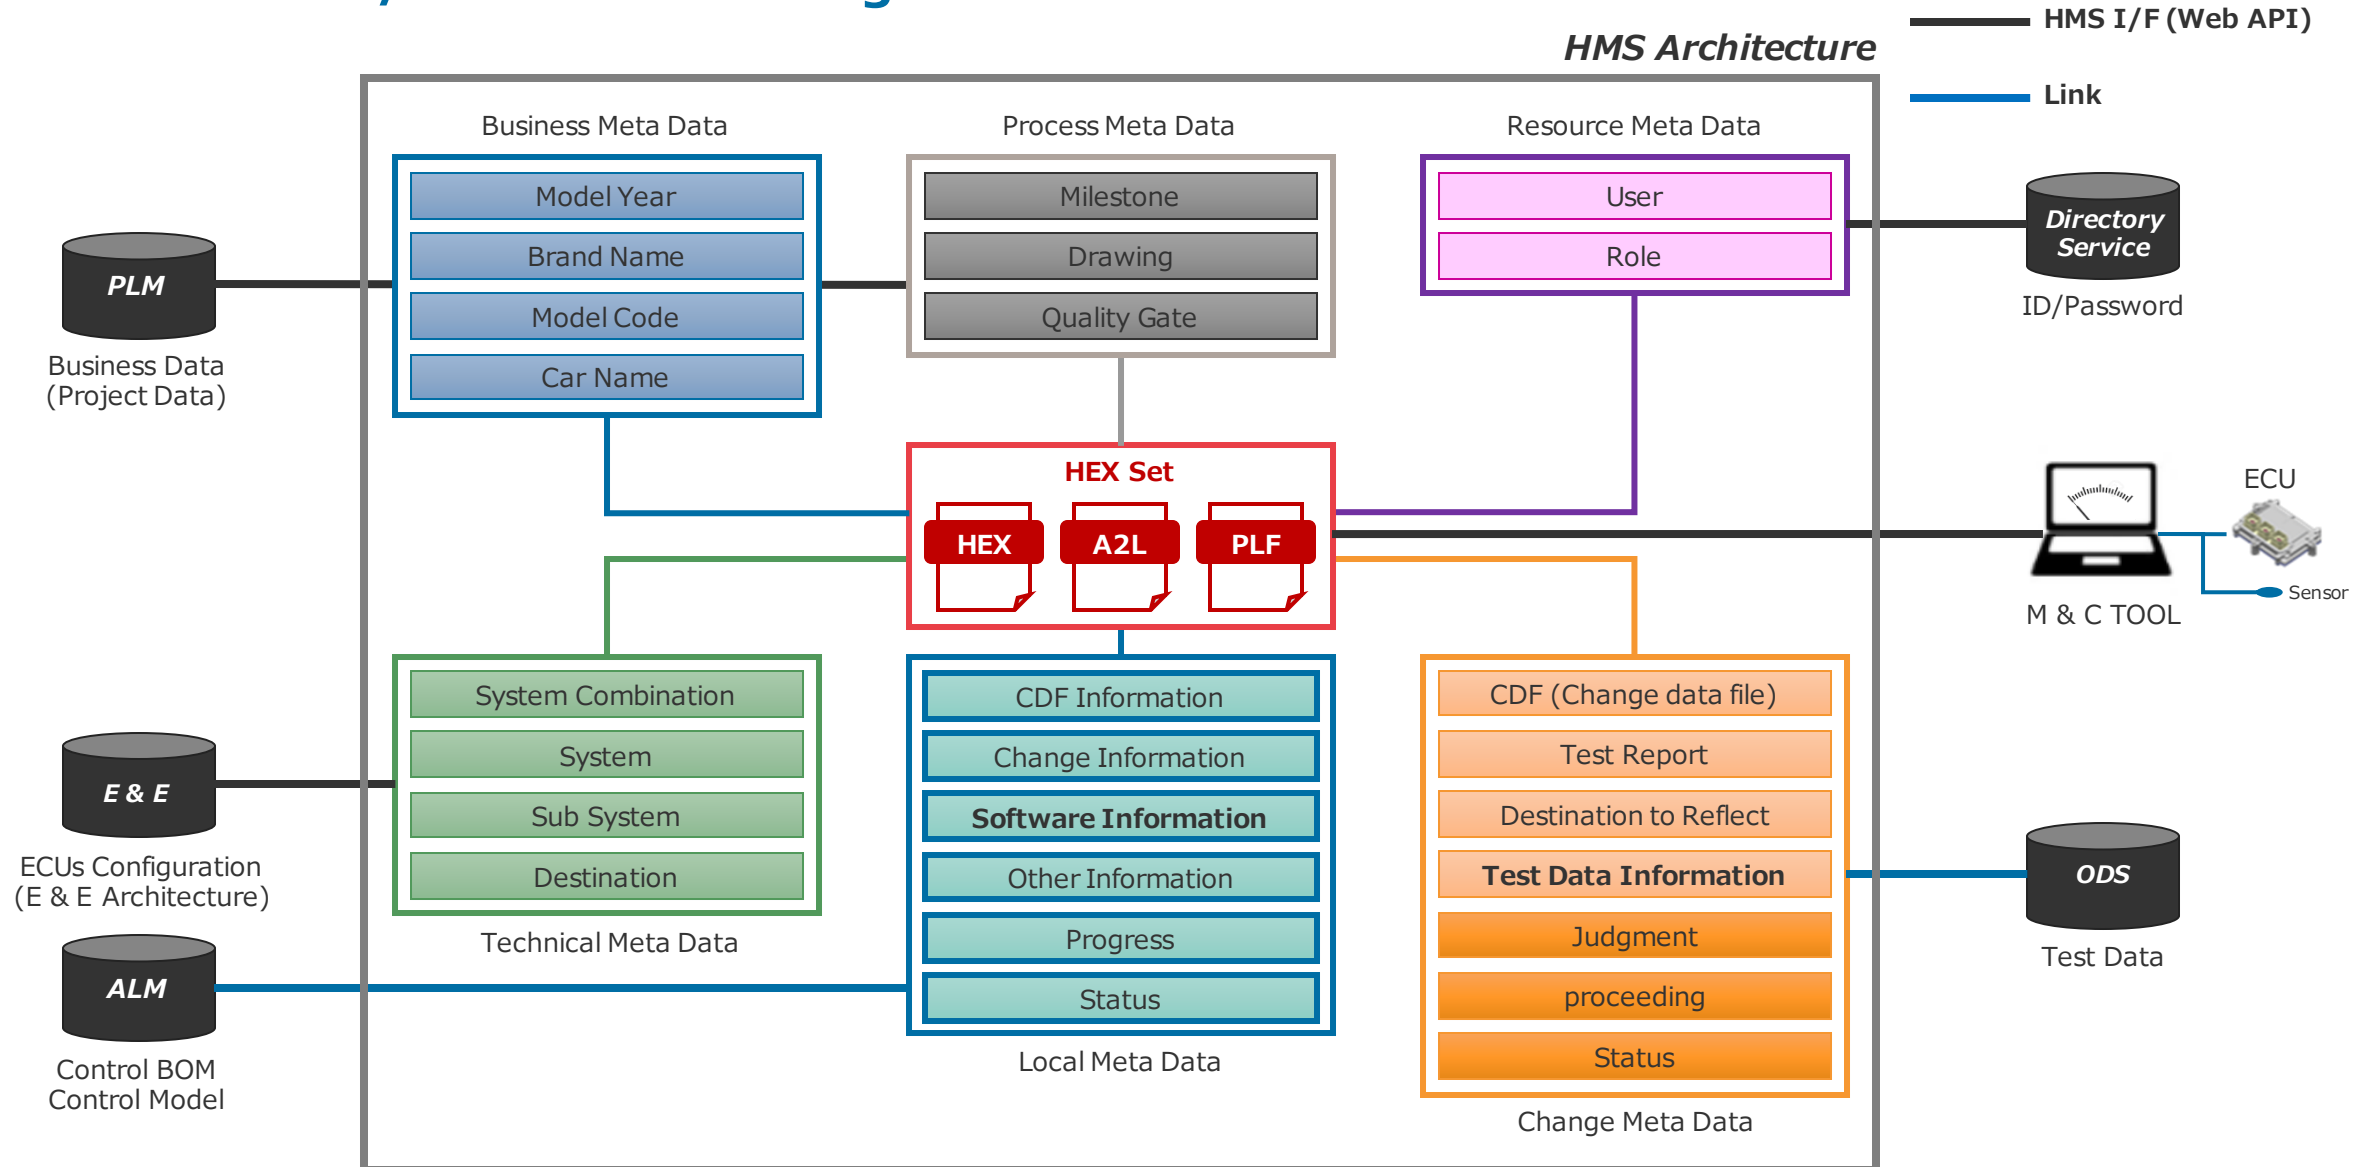 HMS I/F (Web API)
HMS Architecture
Link
Business Meta Data
Process Meta Data
Resource Meta Data
Model Year
Brand Name
Model Code
Car Name
Milestone
Drawing
Quality Gate
User
Role
PLM
Business Data
(Project Data)
Directory
Service
ID/Password
HEX Set
HEX
A2L
PLF
ECU
Sensor
M & C TOOL
System Combination
System
Sub System
Destination
Technical Meta Data
CDF Information
Change Information
Software Information
Other Information
Progress
Status
Local Meta Data
CDF (Change data file)
Test Report
Destination to Reflect
Test Data Information
Judgment
proceeding
Status
Change Meta Data
E & E
ECUs Configuration
(E & E Architecture)
ALM
Control BOM
Control Model
ODS
Test Data